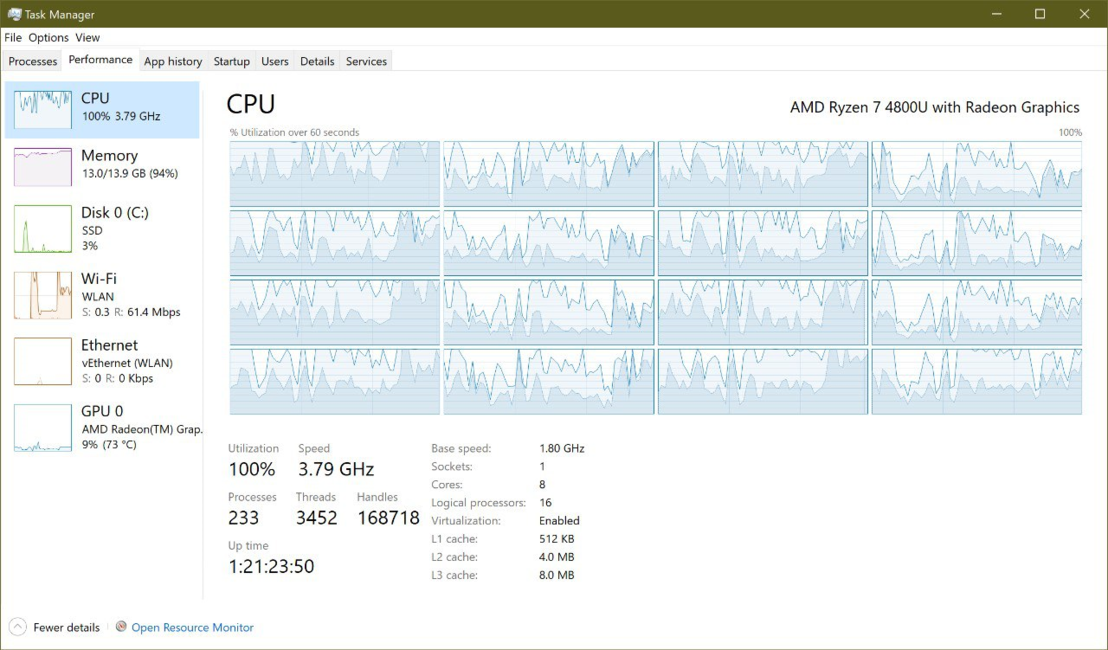 Task Manager
File Options View
Processes Performance App history Startup Users Details Services
CPU
100% 3.79 GHz
Memory
13.0/13.9 GB (94%)
Disk 0 (C:)
SSD
3%
Wi-Fi
WLAN
S: 0.3 R: 61.4 Mbps
Ethernet
vEthernet (WLAN)
S: 0 R: 0 Kbps
GPU 0
AMD Radeon(TM) Grap.
9% (73 °C)
CPU AMD Ryzen 7 4800U with Radeon Graphics
% Utilization over 60 seconds 100%
Utilization Speed
100% 3.79 GHz
Processes Threads Handles
233 3452 168718
Up time
1:21:23:50
Base speed: 1.80 GHz
Sockets: 1
Cores: 8
Logical processors: 16
Virtualization: Enabled
L1 cache: 512 KB
L2 cache: 4.0 MB
L3 cache: 8.0 MB
Fewer details Open Resource Monitor